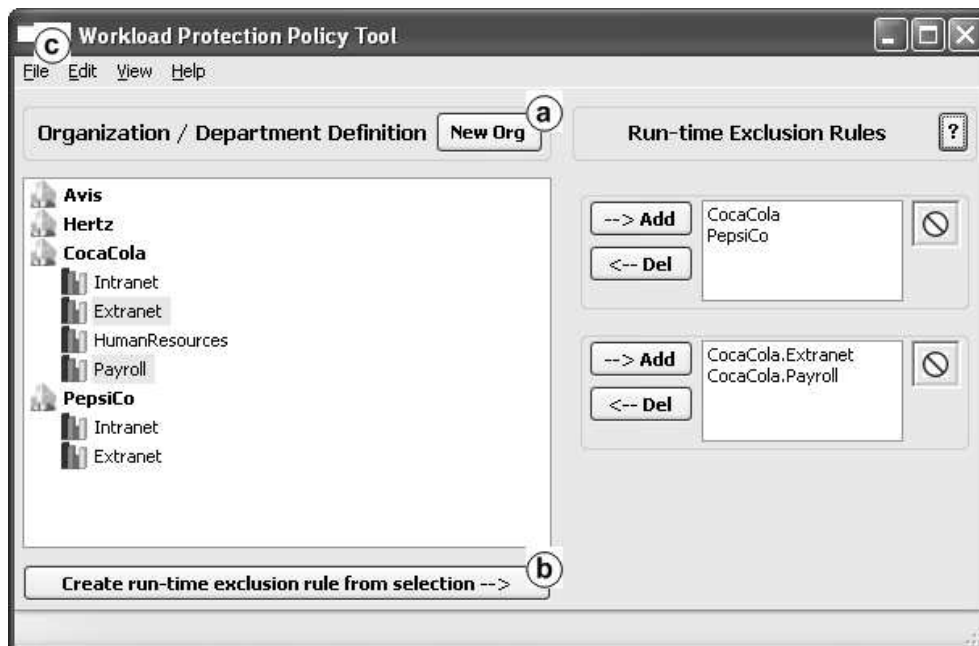 c Workload Protection Policy Tool
File Edit View Help
a
Organization / Department Definition New Org
Run-time Exclusion Rules ?
Avis
Hertz
CocaCola
Intranet
Extranet
HumanResources
Payroll
PepsiCo
Intranet
Extranet
b
Create run-time exclusion rule from selection -->
--> Add
<-- Del
CocaCola
PepsiCo
--> Add
<-- Del
CocaCola.Extranet
CocaCola.Payroll